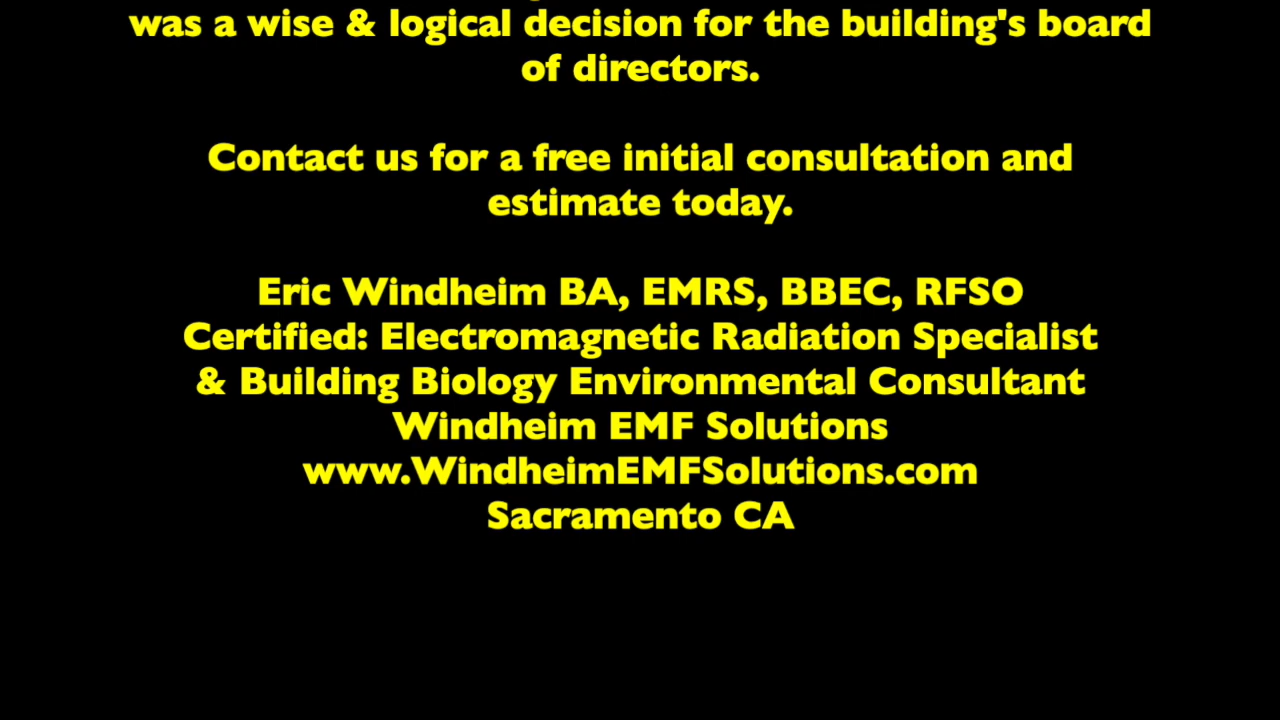 was a wise & logical decision for the building's board
of directors.
Contact us for a free initial consultation and
estimate today.
Eric Windheim BA, EMRS, BBEC, RFSO
Certified: Electromagnetic Radiation Specialist
& Building Biology Environmental Consultant
Windheim EMF Solutions
www.WindheimEMFSolutions.com
Sacramento CA